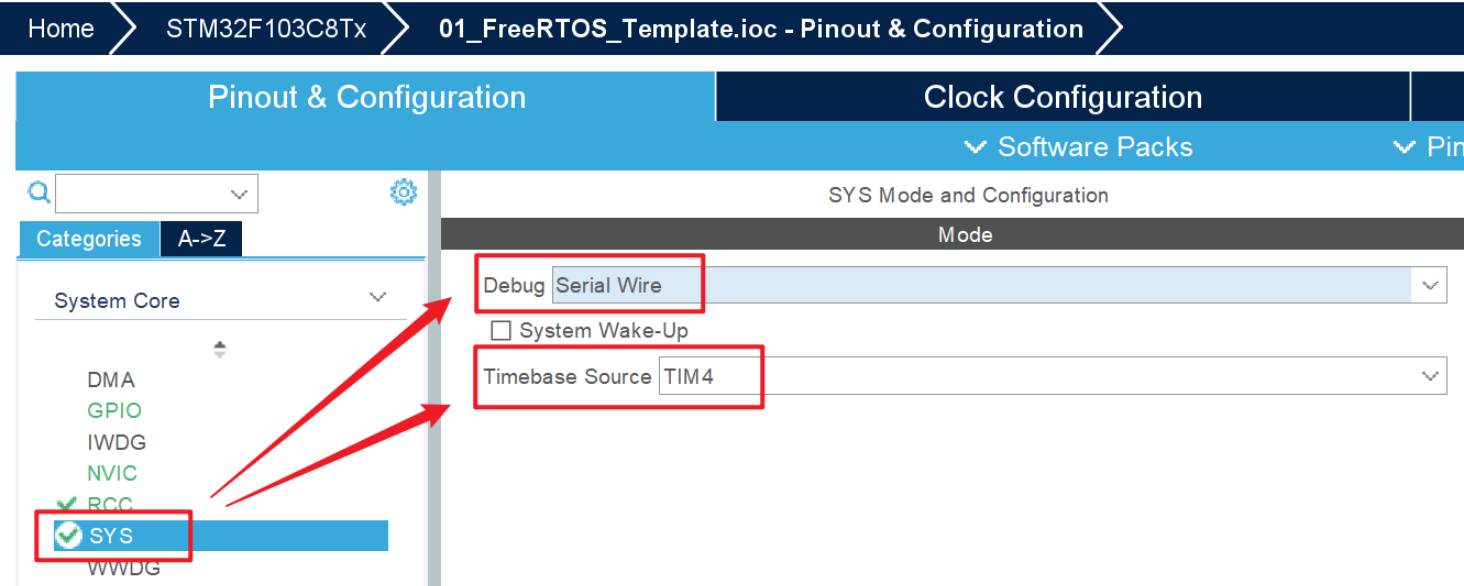 Home STM32F103C8Tx 01_FreeRTOS_Template.ioc - Pinout & Configuration
Pinout & Configuration Clock Configuration
Software Packs Pin
Categories A->Z
SYS Mode and Configuration
Mode
System Core
Debug Serial Wire
System Wake-Up
Timebase Source TIM4
DMA
GPIO
IWDG
NVIC
RCC
SYS
WWDG